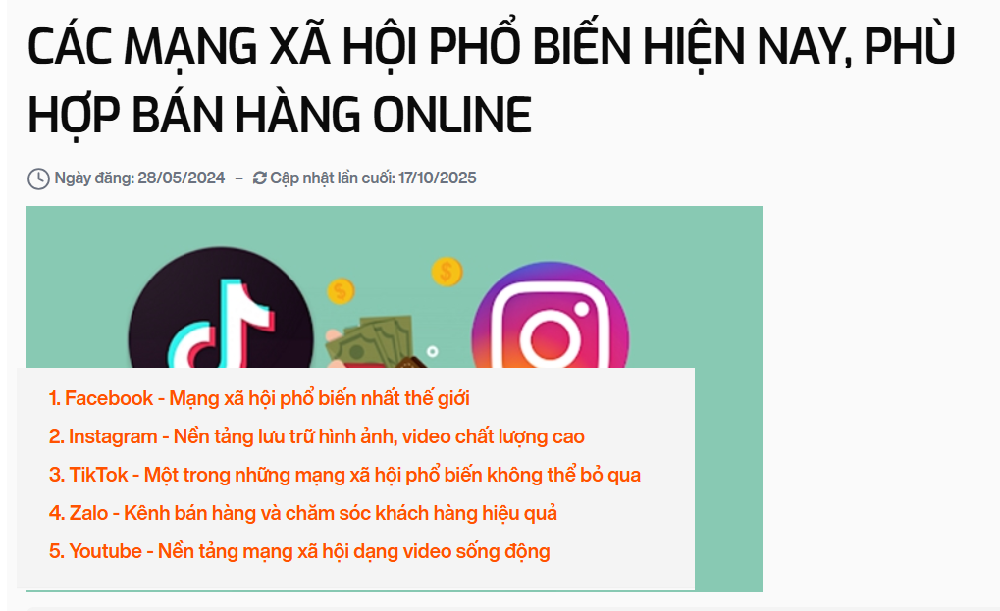 CÁC MẠNG XÃ HỘI PHỔ BIẾN HIỆN NAY, PHÙ
HỢP BÁN HÀNG ONLINE
Ngày đăng: 28/05/2024 – Cập nhật lần cuối: 17/10/2025
$ $
1. Facebook - Mạng xã hội phổ biến nhất thế giới
2. Instagram - Nền tảng lưu trữ hình ảnh, video chất lượng cao
3. TikTok - Một trong những mạng xã hội phổ biến không thể bỏ qua
4. Zalo - Kênh bán hàng và chăm sóc khách hàng hiệu quả
5. Youtube - Nền tảng mạng xã hội dạng video sống động